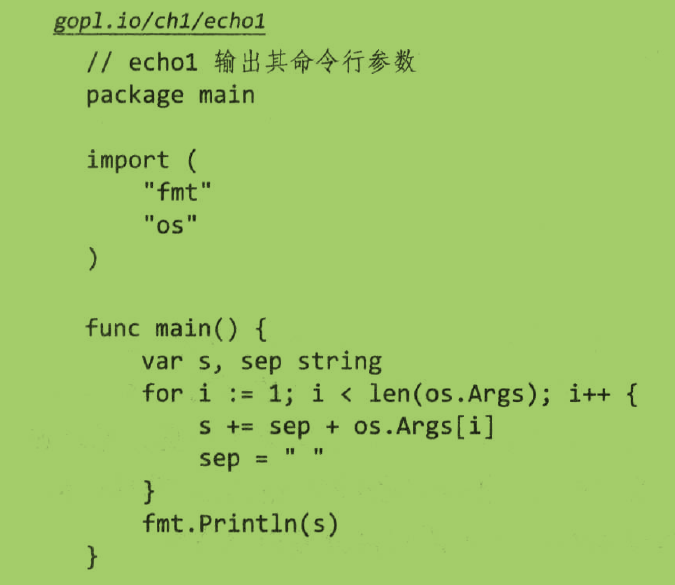 gopl.io/ch1/echo1
// echo1 输出其命令行参数
package main

import (
    "fmt"
    "os"
)

func main() {
    var s, sep string
    for i := 1; i < len(os.Args); i++ {
        s += sep + os.Args[i]
        sep = " "
    }
    fmt.Println(s)
}